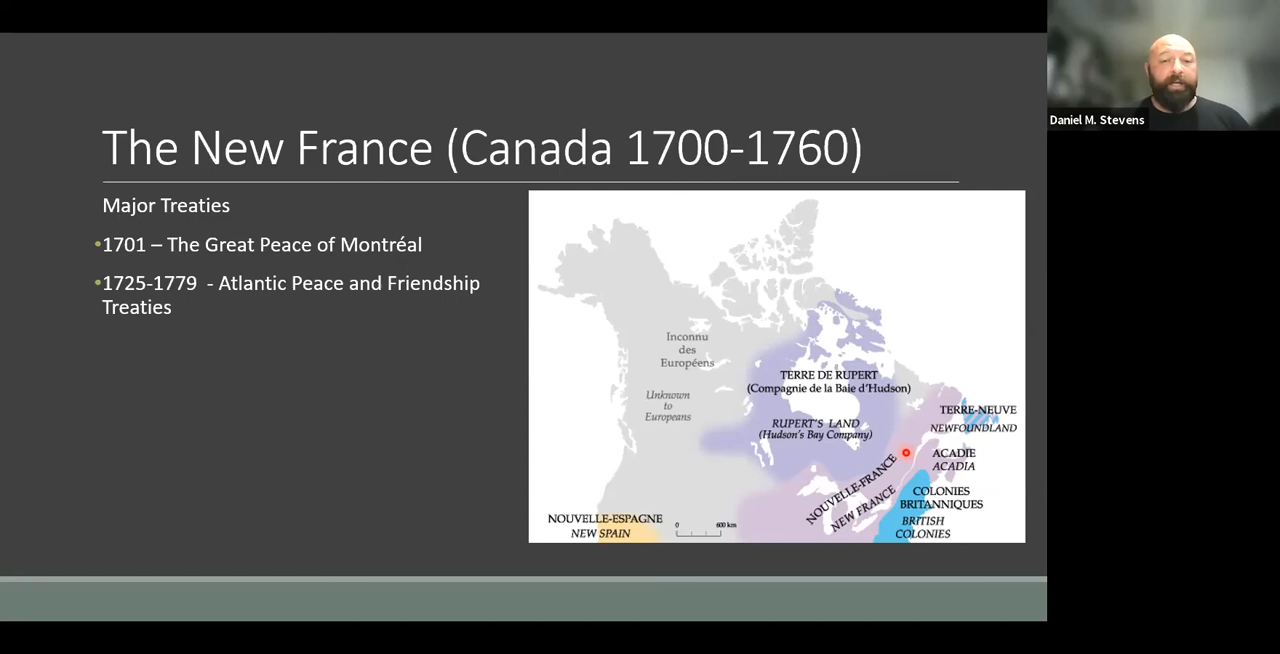 Daniel M. Stevens
The New France (Canada 1700-1760)
Major Treaties
•1701 – The Great Peace of Montréal
•1725-1779 - Atlantic Peace and Friendship
Treaties
Inconnu
des
Européens
Unknown
to
Europeans
TERRE DE RUPERT
(Compagnie de la Baie d'Hudson)
RUPERT'S LAND
(Hudson's Bay Company)
TERRE-NEUVE
NEWFOUNDLAND
ACADIE
ACADIA
NOUVELLE-FRANCE
NEW FRANCE
COLONIES
BRITANNIQUES
BRITISH
COLONIES
NOUVELLE-ESPAGNE
NEW SPAIN
0 600 km